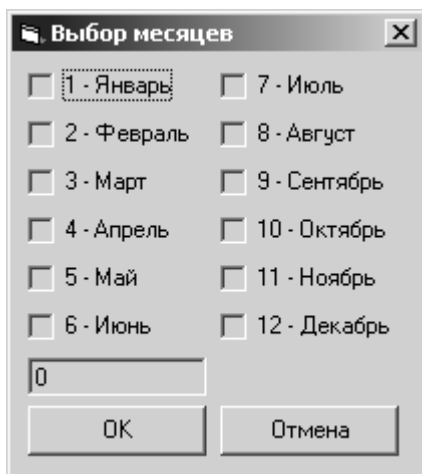 Выбор месяцев
1 - Январь
2 - Февраль
3 - Март
4 - Апрель
5 - Май
6 - Июнь
7 - Июль
8 - Август
9 - Сентябрь
10 - Октябрь
11 - Ноябрь
12 - Декабрь
0
OK
Отмена